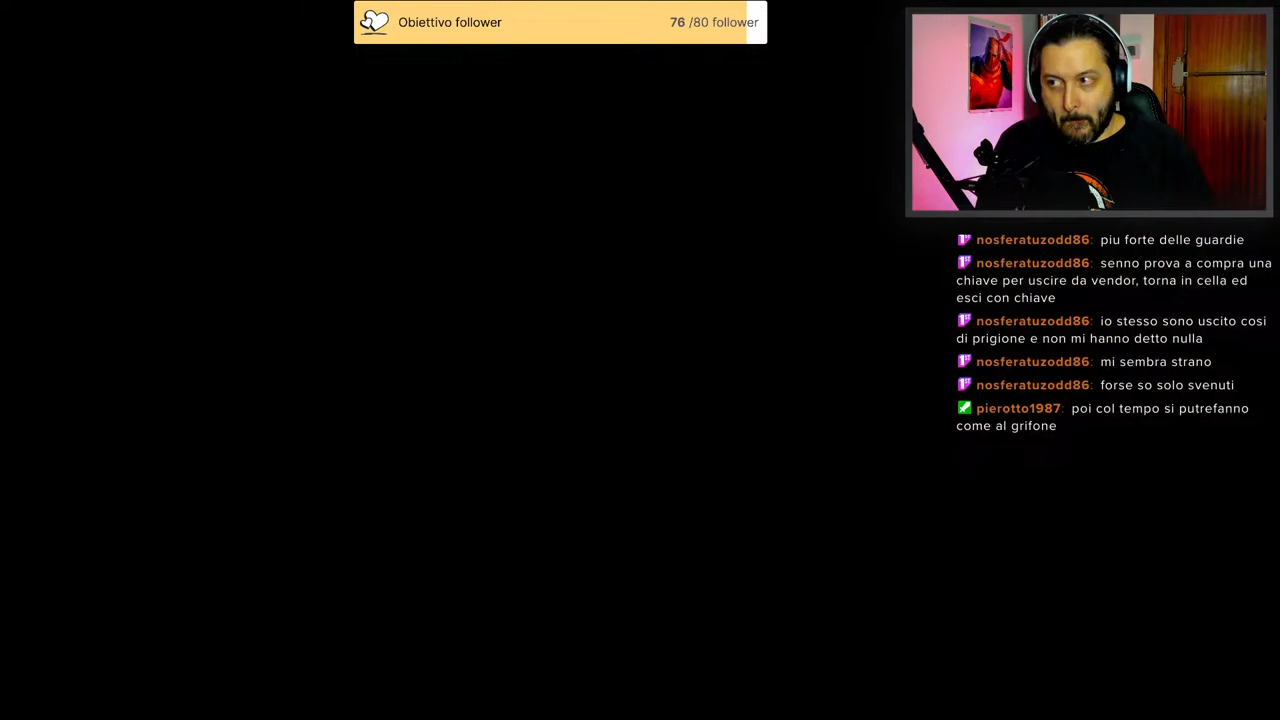 Obiettivo follower 76 /80 follower
nosferatuzodd86: piu forte delle guardie
nosferatuzodd86: senno prova a compra una
chiave per uscire da vendor, torna in cella ed
esci con chiave
nosferatuzodd86: io stesso sono uscito cosi
di prigione e non mi hanno detto nulla
nosferatuzodd86: mi sembra strano
nosferatuzodd86: forse so solo svenuti
pierotto1987: poi col tempo si putrefanno
come al grifone